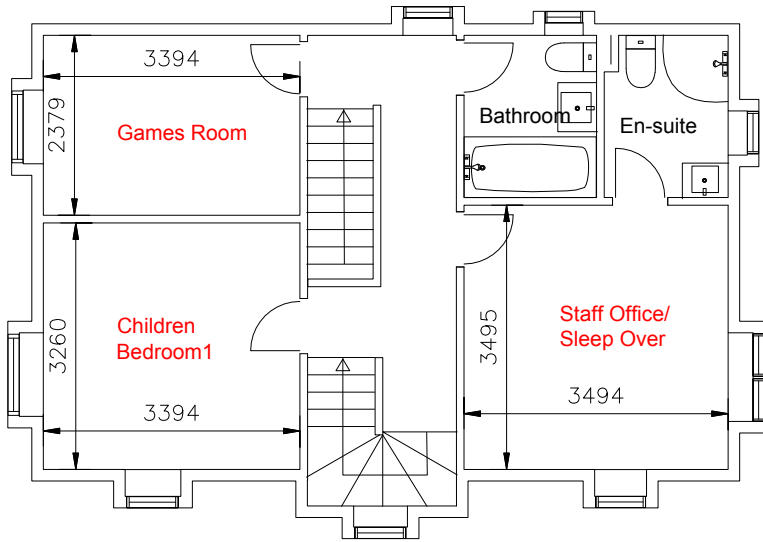 3394
2379
Games Room
Bathroom
En-suite
3260
Children
Bedroom1
3394
3495
Staff Office/
Sleep Over
3494